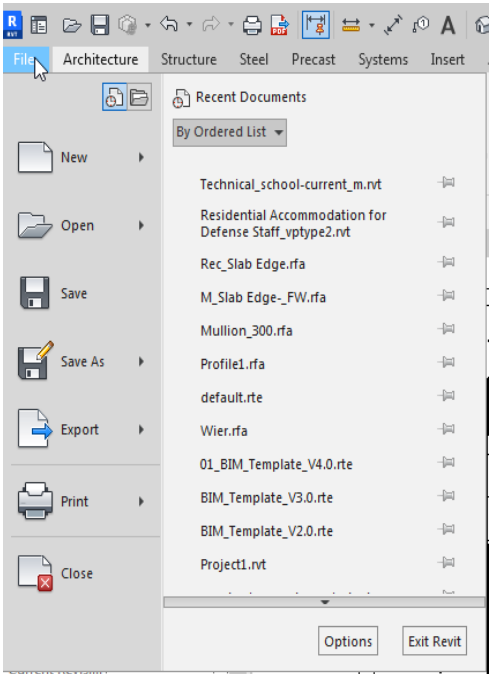 R
RVT
PDF
A
File
Architecture
Structure
Steel
Precast
Systems
Insert
Recent Documents
By Ordered List
New
Open
Save
Save As
Export
Print
Close
Technical_school-current_m.rvt
Residential Accommodation for
Defense Staff_vptype2.rvt
Rec_Slab Edge.rfa
M_Slab Edge-_FW.rfa
Mullion_300.rfa
Profile1.rfa
default.rte
Wier.rfa
01_BIM_Template_V4.0.rte
BIM_Template_V3.0.rte
BIM_Template_V2.0.rte
Project1.rvt
Options
Exit Revit